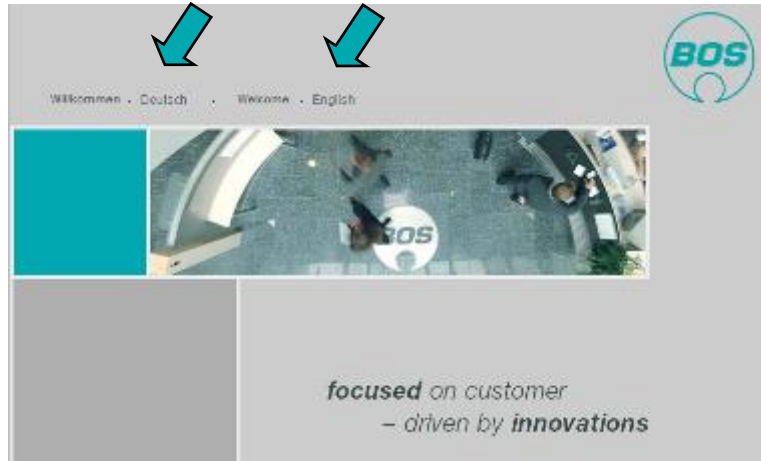 BOS
Willkommen . Deutsch . Welcome . English
BOS
focused on customer
– driven by innovations